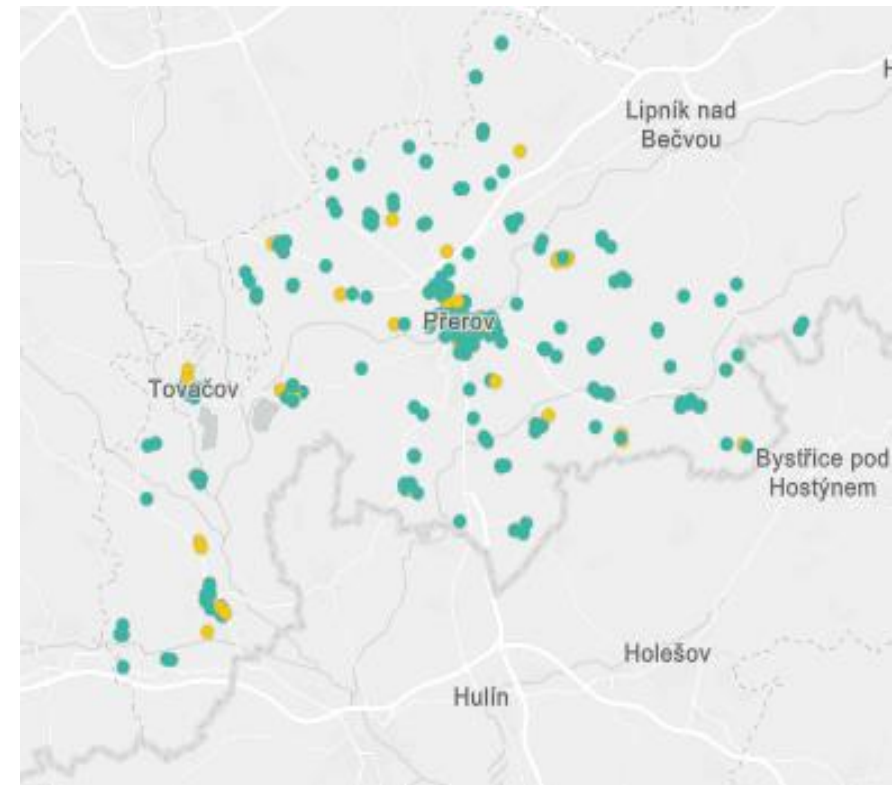 H
Lipník nad
Bečvou
Přerov
Tovačov
Bystřice pod
Hostýnem
Holešov
Hulín